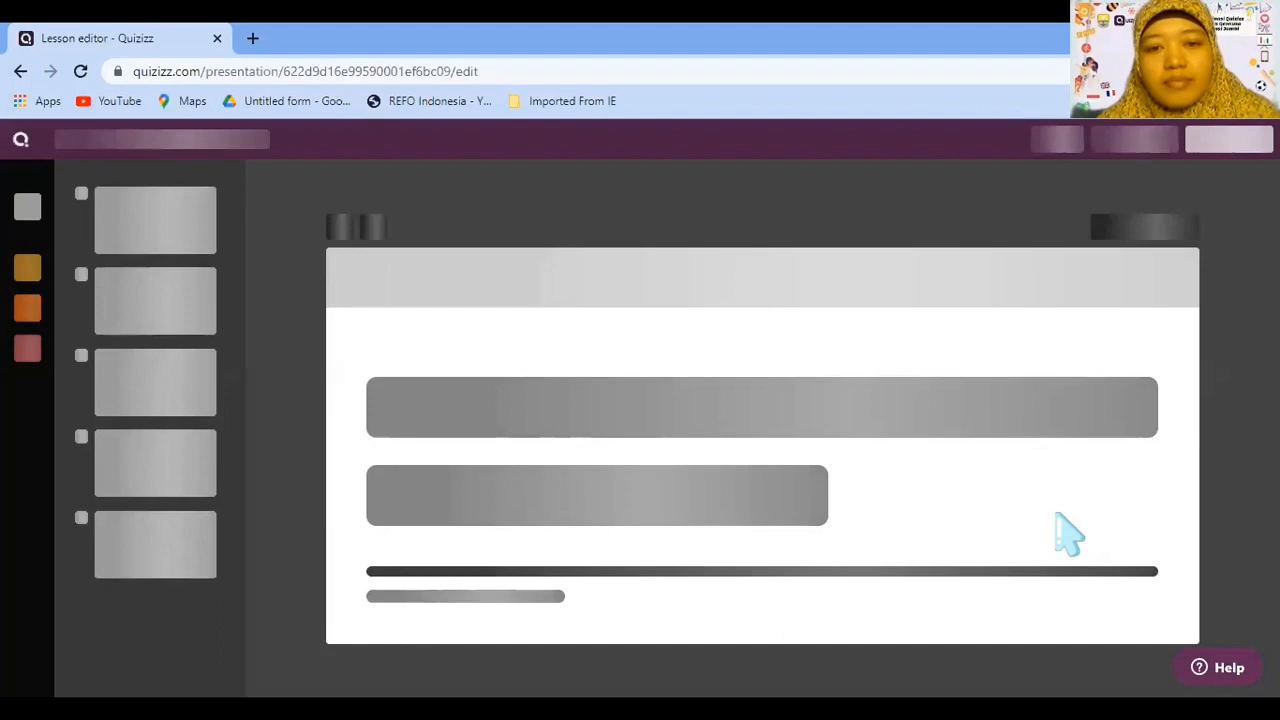 Lesson editor - Quizizz
quizizz.com/presentation/622d9d16e99590001ef6bc09/edit
Apps YouTube Maps Untitled form - Goo... REFO Indonesia - Y... Imported From IE
Help